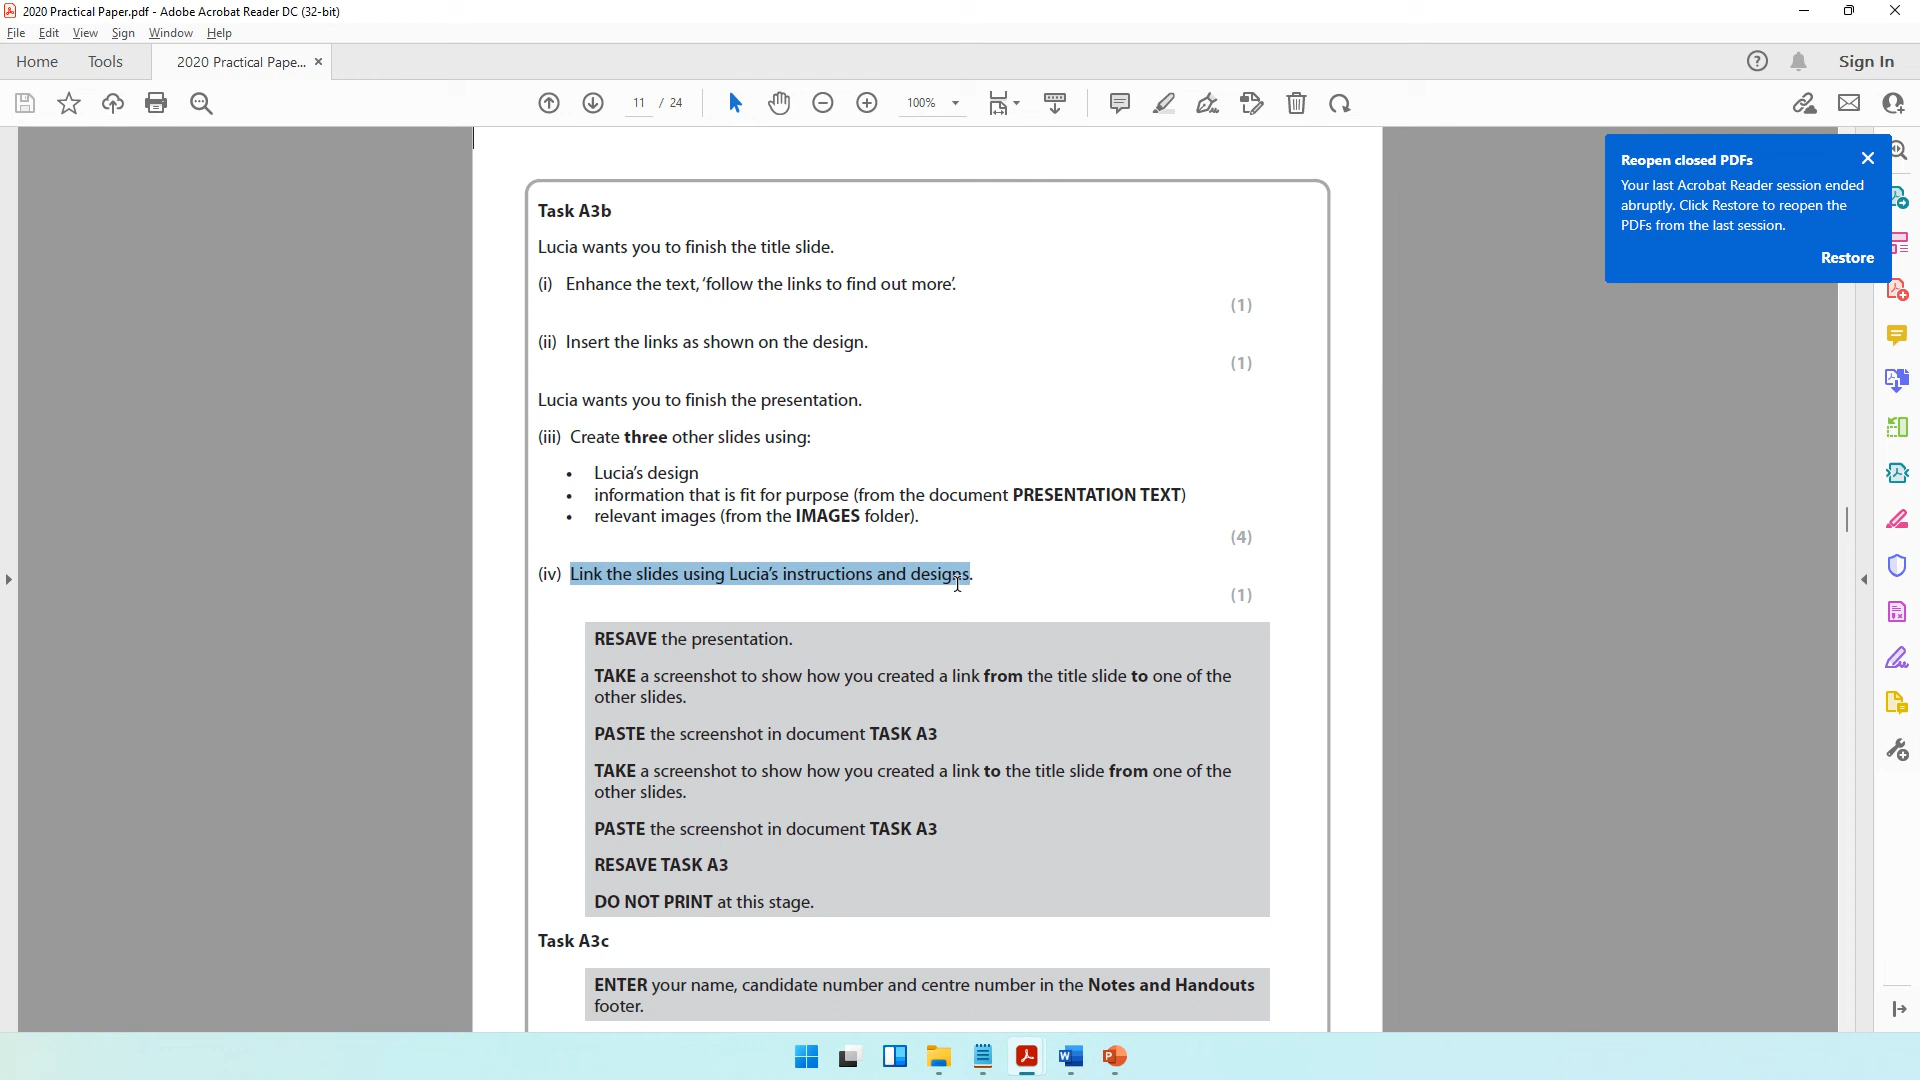 2020 Practical Paper.pdf - Adobe Acrobat Reader DC (32-bit)
File Edit View Sign Window Help
Home Tools 2020 Practical Pape... × Sign In
11 / 24 100%
Reopen closed PDFs
Your last Acrobat Reader session ended
abruptly. Click Restore to reopen the
PDFs from the last session.
Restore
Task A3b
Lucia wants you to finish the title slide.
(i) Enhance the text, ‘follow the links to find out more’.
(1)
(ii) Insert the links as shown on the design.
(1)
Lucia wants you to finish the presentation.
(iii) Create three other slides using:
• Lucia’s design
• information that is fit for purpose (from the document PRESENTATION TEXT)
• relevant images (from the IMAGES folder).
(4)
(iv) Link the slides using Lucia’s instructions and designs.
(1)
RESAVE the presentation.
TAKE a screenshot to show how you created a link from the title slide to one of the
other slides.
PASTE the screenshot in document TASK A3
TAKE a screenshot to show how you created a link to the title slide from one of the
other slides.
PASTE the screenshot in document TASK A3
RESAVE TASK A3
DO NOT PRINT at this stage.
Task A3c
ENTER your name, candidate number and centre number in the Notes and Handouts
footer.